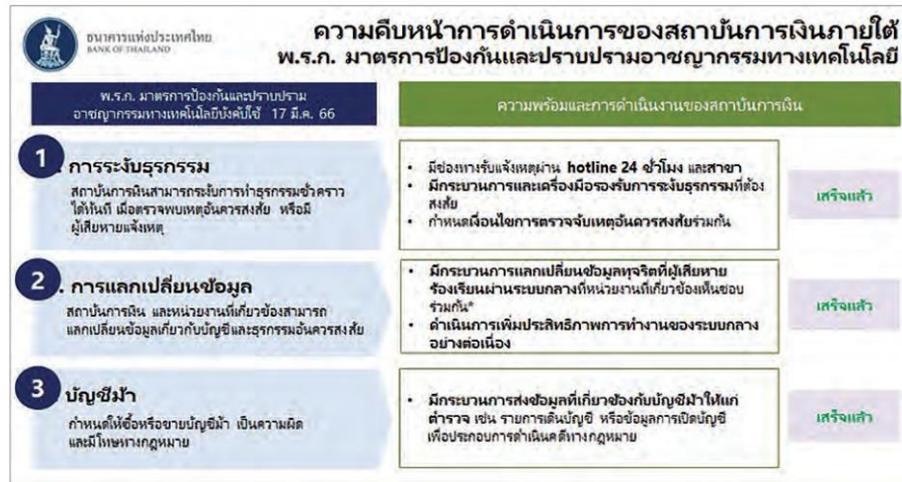 ธนาคารแห่งประเทศไทย
BANK OF THAILAND
ความคืบหน้าการดำเนินการของสถาบันการเงินภายใต้
พ.ร.ก. มาตรการป้องกันและปราบปรามอาชญากรรมทางเทคโนโลยี
พ.ร.ก. มาตรการป้องกันและปราบปราม
อาชญากรรมทางเทคโนโลยีบังคับใช้ 17 มี.ค. 66
ความพร้อมและการดำเนินงานของสถาบันการเงิน
1. การระงับธุรกรรม
สถาบันการเงินสามารถระงับการทำธุรกรรมชั่วคราว
ได้ทันที เมื่อตรวจพบเหตุอันควรสงสัย หรือมี
ผู้เสียหายแจ้งเหตุ
• มีช่องทางรับแจ้งเหตุผ่าน hotline 24 ชั่วโมง และสาขา
• มีกระบวนการและเครื่องมือรองรับการระงับธุรกรรมที่ต้อง
สงสัย
• กำหนดเงื่อนไขการตรวจจับเหตุอันควรสงสัยร่วมกัน
เสร็จแล้ว
2. การแลกเปลี่ยนข้อมูล
สถาบันการเงิน และหน่วยงานที่เกี่ยวข้องสามารถ
แลกเปลี่ยนข้อมูลเกี่ยวกับบัญชีและธุรกรรมอันควรสงสัย
• มีกระบวนการแลกเปลี่ยนข้อมูลทุจริตที่ผู้เสียหาย
ร้องเรียนผ่านระบบกลางที่หน่วยงานที่เกี่ยวข้องเห็นชอบ
ร่วมกัน*
• ดำเนินการเพิ่มประสิทธิภาพการทำงานของระบบกลาง
อย่างต่อเนื่อง
เสร็จแล้ว
3 บัญชีม้า
กำหนดให้ซื้อหรือขายบัญชีม้า เป็นความผิด
และมีโทษทางกฎหมาย
• มีกระบวนการส่งข้อมูลที่เกี่ยวข้องกับบัญชีม้าให้แก่
ตำรวจ เช่น รายการเดินบัญชี หรือข้อมูลการเปิดบัญชี
เพื่อประกอบการดำเนินคดีทางกฎหมาย
เสร็จแล้ว